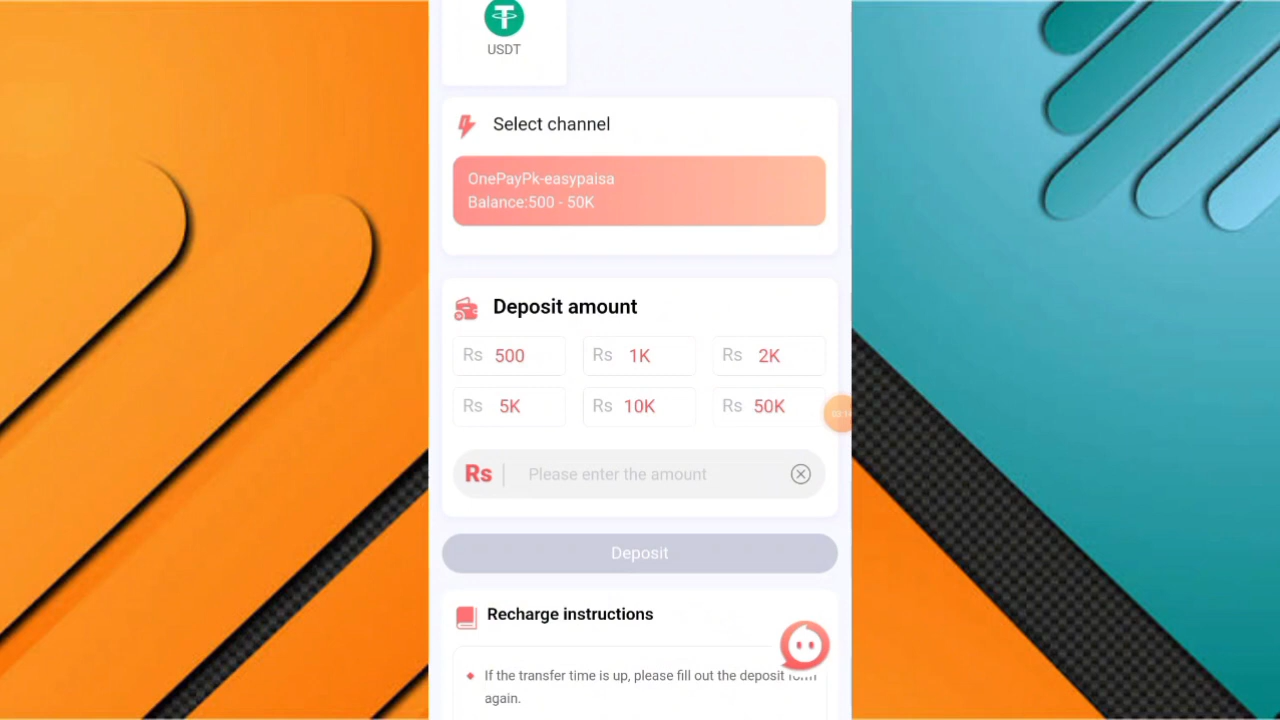 USDT
Select channel
OnePayPk-easypaisa
Balance:500 - 50K
Deposit amount
Rs 500
Rs 1K
Rs 2K
Rs 5K
Rs 10K
Rs 50K
Rs
Please enter the amount
Deposit
Recharge instructions
If the transfer time is up, please fill out the deposit form
again.